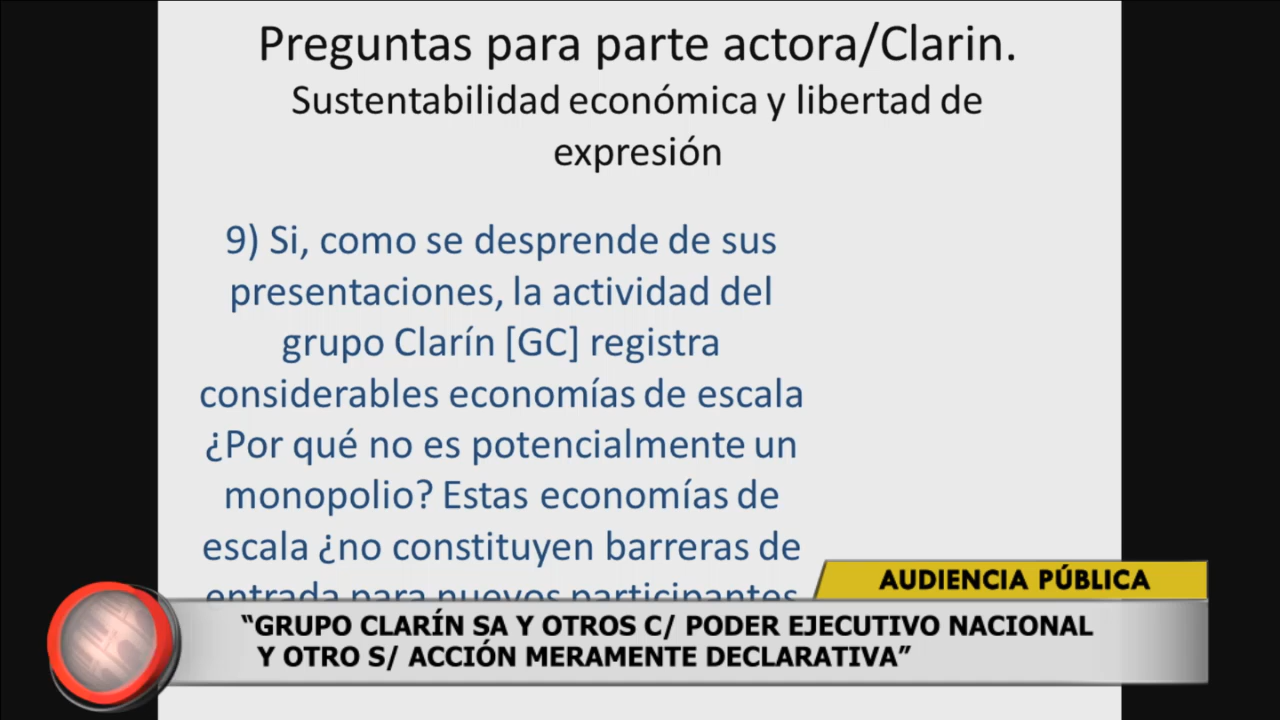 Preguntas para parte actora/Clarin.
Sustentabilidad económica y libertad de
expresión
9) Si, como se desprende de sus
presentaciones, la actividad del
grupo Clarín [GC] registra
considerables economías de escala
¿Por qué no es potencialmente un
monopolio? Estas economías de
escala ¿no constituyen barreras de
entrada para nuevos participantes
AUDIENCIA PÚBLICA
“GRUPO CLARÍN SA Y OTROS C/ PODER EJECUTIVO NACIONAL
Y OTRO S/ ACCIÓN MERAMENTE DECLARATIVA”